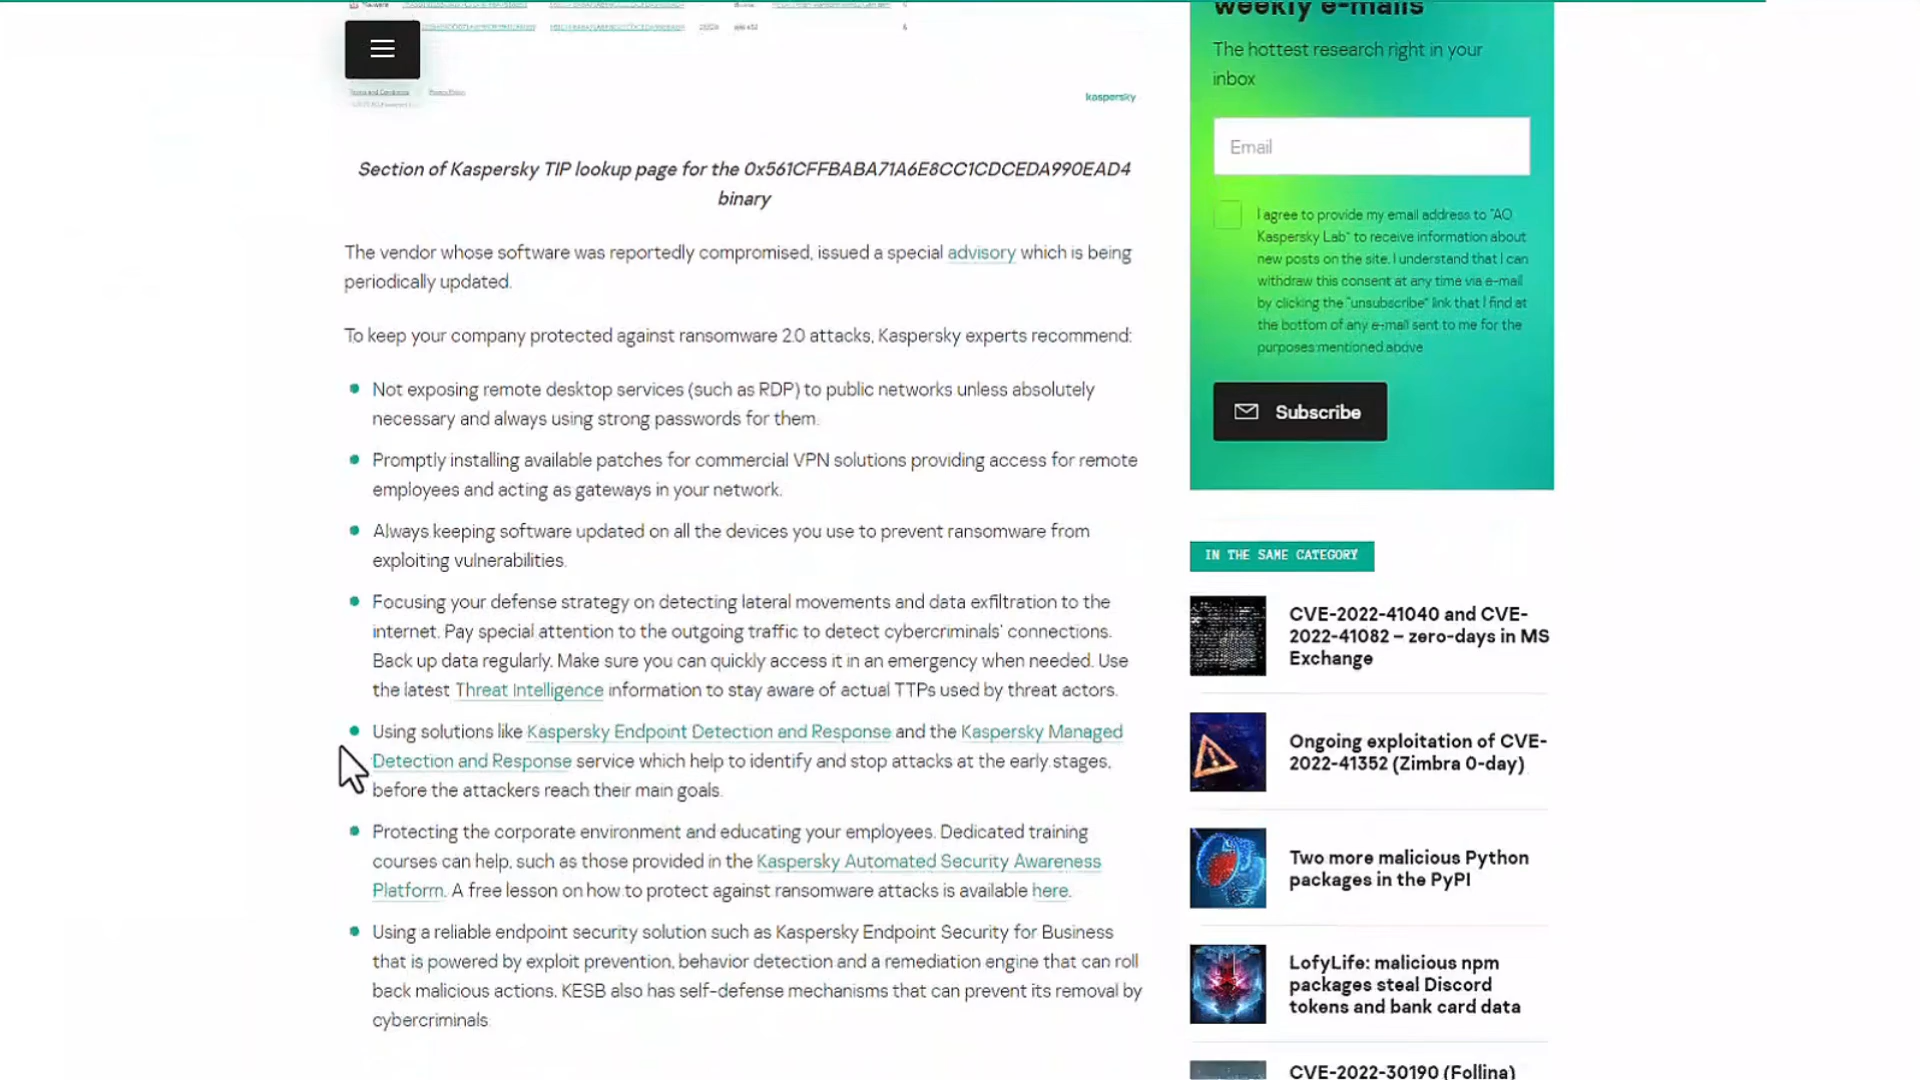 Terms and Conditions
Privacy Policy
kaspersky
Section of Kaspersky TIP lookup page for the 0x561CFFBABA71A6E8CC1CDCEDA990EAD4
binary
The vendor whose software was reportedly compromised, issued a special advisory which is being
periodically updated.
To keep your company protected against ransomware 2.0 attacks, Kaspersky experts recommend:
Not exposing remote desktop services (such as RDP) to public networks unless absolutely
necessary and always using strong passwords for them.
Promptly installing available patches for commercial VPN solutions providing access for remote
employees and acting as gateways in your network.
Always keeping software updated on all the devices you use to prevent ransomware from
exploiting vulnerabilities.
Focusing your defense strategy on detecting lateral movements and data exfiltration to the
internet. Pay special attention to the outgoing traffic to detect cybercriminals' connections.
Back up data regularly. Make sure you can quickly access it in an emergency when needed. Use
the latest Threat Intelligence information to stay aware of actual TTPs used by threat actors.
Using solutions like Kaspersky Endpoint Detection and Response and the Kaspersky Managed
Detection and Response service which help to identify and stop attacks at the early stages,
before the attackers reach their main goals.
Protecting the corporate environment and educating your employees. Dedicated training
courses can help, such as those provided in the Kaspersky Automated Security Awareness
Platform. A free lesson on how to protect against ransomware attacks is available here.
Using a reliable endpoint security solution such as Kaspersky Endpoint Security for Business
that is powered by exploit prevention, behavior detection and a remediation engine that can roll
back malicious actions. KESB also has self-defense mechanisms that can prevent its removal by
cybercriminals
weekly e-mails
The hottest research right in your
inbox
Email
I agree to provide my email address to "AO
Kaspersky Lab" to receive information about
new posts on the site. I understand that I can
withdraw this consent at any time via e-mail
by clicking the "unsubscribe" link that I find at
the bottom of any e-mail sent to me for the
purposes mentioned above
Subscribe
IN THE SAME CATEGORY
CVE-2022-41040 and CVE-
2022-41082 – zero-days in MS
Exchange
Ongoing exploitation of CVE-
2022-41352 (Zimbra 0-day)
Two more malicious Python
packages in the PyPI
LofyLife: malicious npm
packages steal Discord
tokens and bank card data
CVE-2022-30190 (Follina)